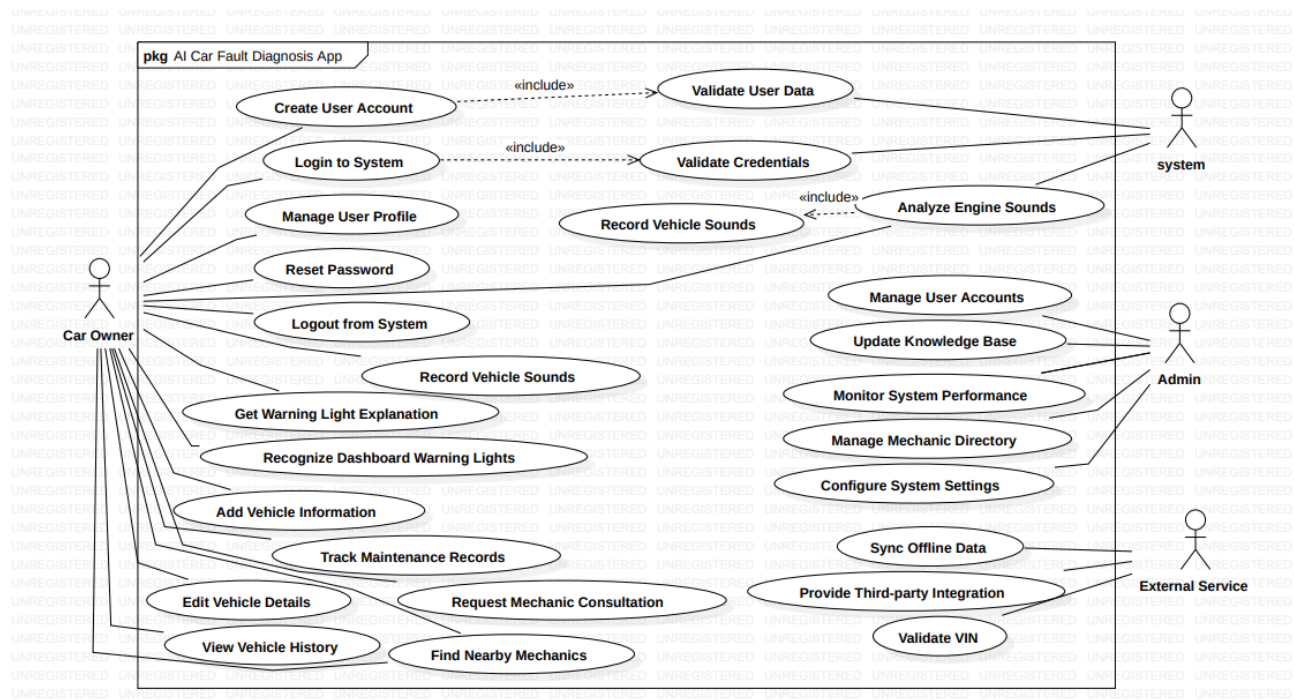 pkg AI Car Fault Diagnosis App
Create User Account
«include»
Validate User Data
Login to System
«include»
Validate Credentials
system
Manage User Profile
«include»
Record Vehicle Sounds
Analyze Engine Sounds
Reset Password
Logout from System
Car Owner
Manage User Accounts
Update Knowledge Base
Admin
Record Vehicle Sounds
Monitor System Performance
Get Warning Light Explanation
Manage Mechanic Directory
Recognize Dashboard Warning Lights
Configure System Settings
Add Vehicle Information
Track Maintenance Records
Sync Offline Data
External Service
Edit Vehicle Details
Request Mechanic Consultation
Provide Third-party Integration
View Vehicle History
Find Nearby Mechanics
Validate VIN
UNREGISTERED